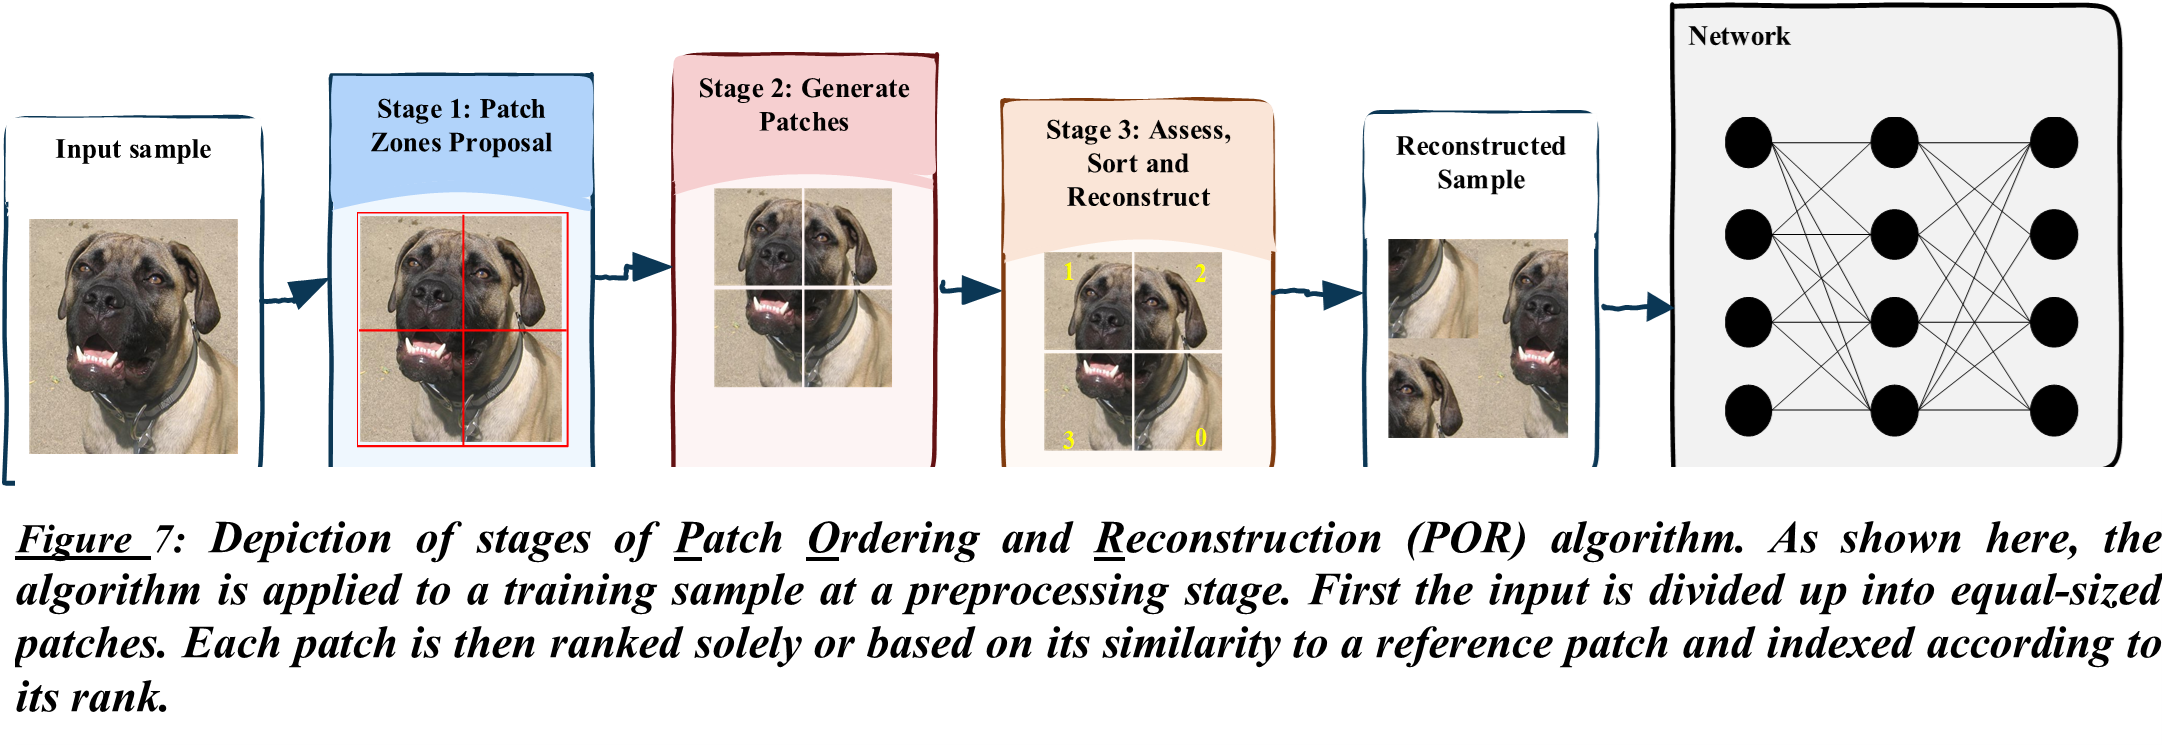 Input sample
Stage 1: Patch
Zones Proposal
Stage 2: Generate
Patches
Stage 3: Assess,
Sort and
Reconstruct
1
2
3
0
Reconstructed
Sample
Network
Figure 7: Depiction of stages of Patch Ordering and Reconstruction (POR) algorithm. As shown here, the
algorithm is applied to a training sample at a preprocessing stage. First the input is divided up into equal-sized
patches. Each patch is then ranked solely or based on its similarity to a reference patch and indexed according to
its rank.